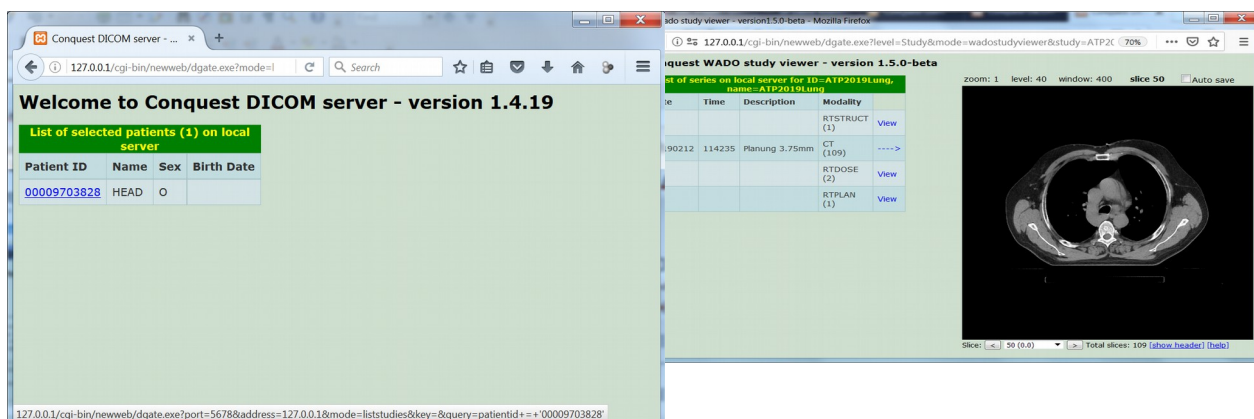 Conquest DICOM server - ... × +
127.0.0.1/cgi-bin/newweb/dgate.exe?mode=l
Search
Welcome to Conquest DICOM server - version 1.4.19
List of selected patients (1) on local
server
Patient ID Name Sex Birth Date
00009703828 HEAD O
127.0.0.1/cgi-bin/newweb/dgate.exe?port=5678&address=127.0.0.1&mode=liststudies&key=&query=patientid+=+'00009703828'
ado study viewer - version1.5.0-beta - Mozilla Firefox
127.0.0.1/cgi-bin/newweb/dgate.exe?level=Study&mode=wadostudyviewer&study=ATP2( 70%
quest WADO study viewer - version 1.5.0-beta
st of series on local server for ID=ATP2019Lung,
name=ATP2019Lung
te Time Description Modality
RTSTRUCT
(1) View
190212 114235 Planung 3.75mm CT
(109) ---->
RTDOSE
(2) View
RTPLAN
(1) View
zoom: 1 level: 40 window: 400 slice 50 Auto save
Slice: < 50 (0.0) > Total slices: 109 [show header] [help]